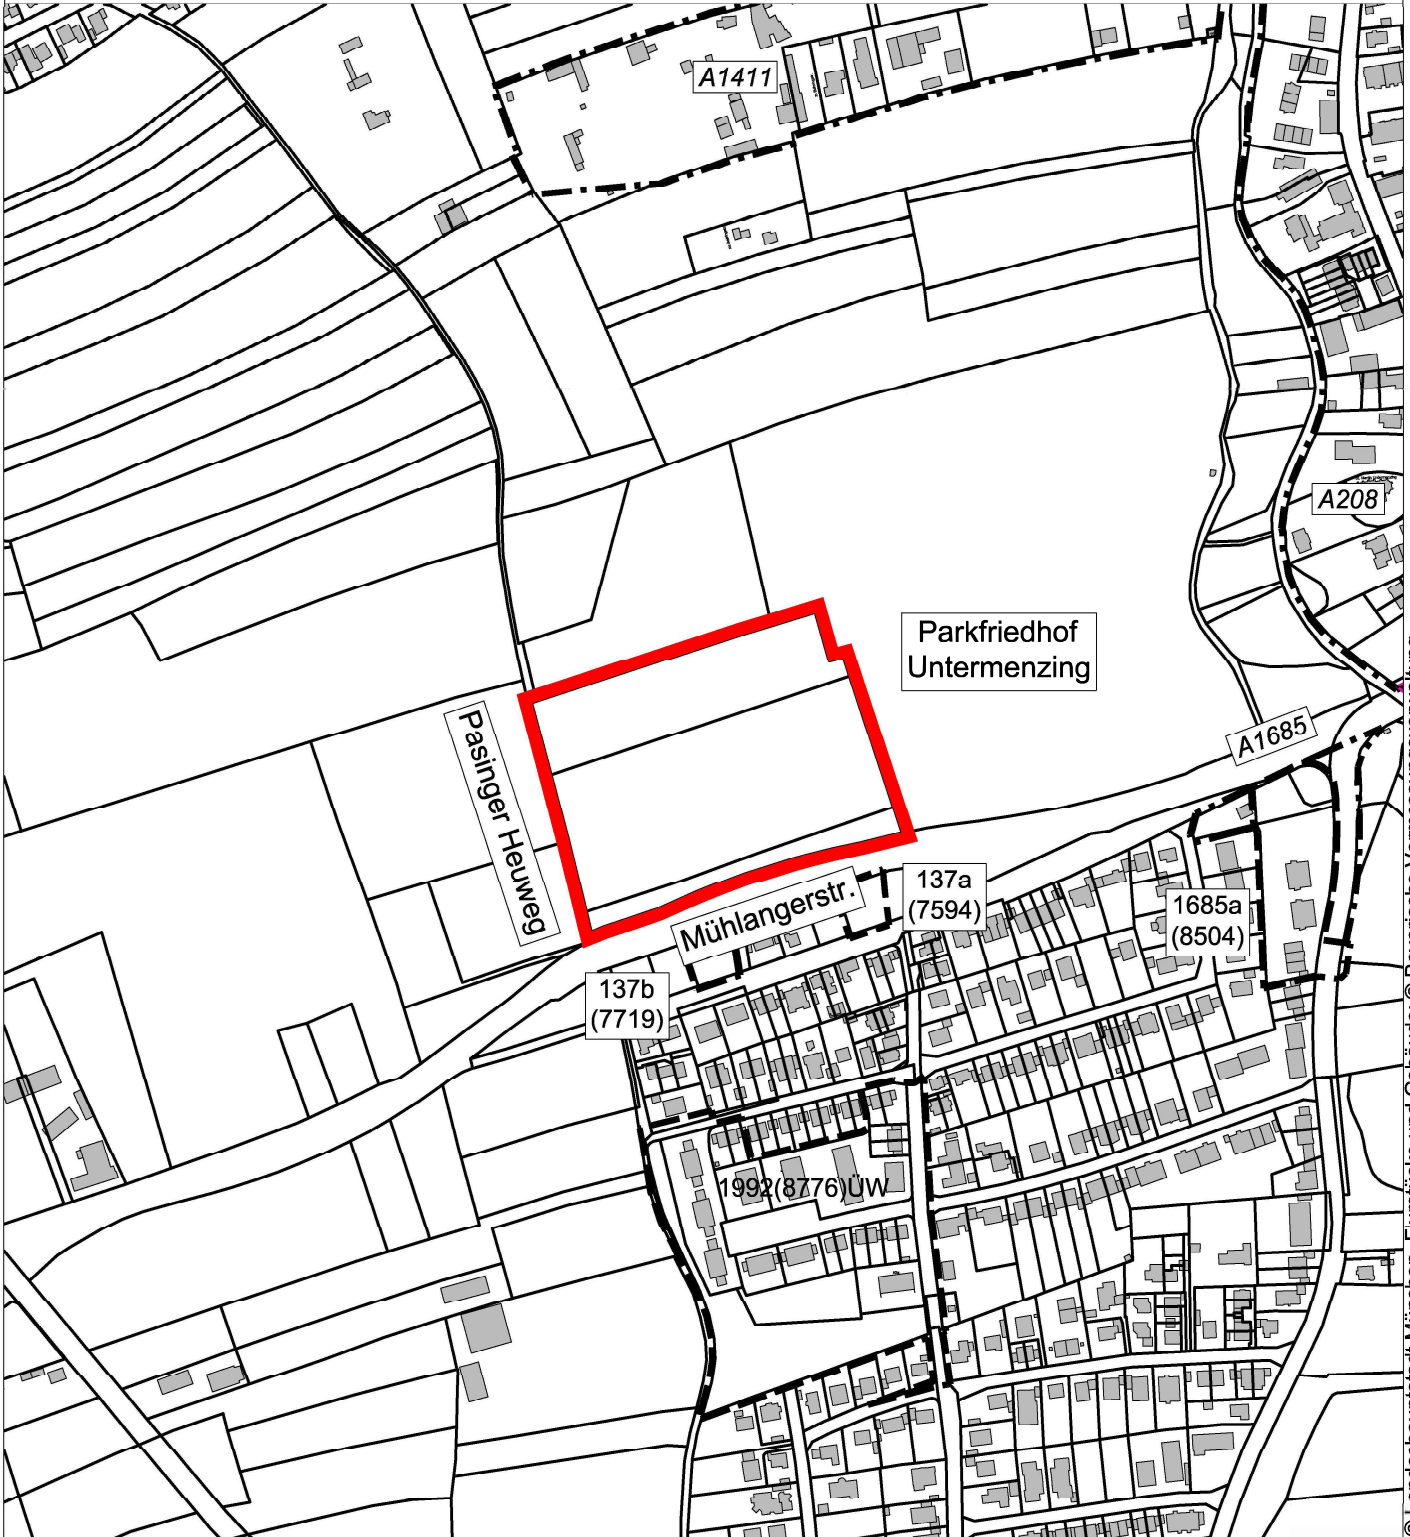 A1411
A208
Parkfriedhof
Untermenzing
A1685
Pasinger Heuweg
Mühlangerstr.
137a
(7594)
1685a
(8504)
137b
(7719)
1992(8776)ÜW